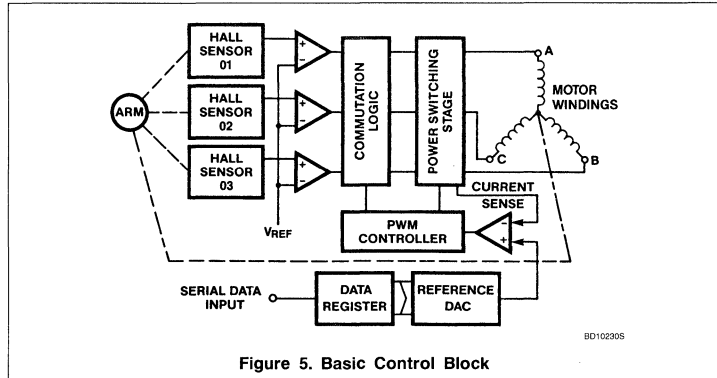 HALL
SENSOR
01
HALL
SENSOR
02
HALL
SENSOR
03
ARM
+
−
+
−
+
−
VREF
COMMUTATION
LOGIC
POWER SWITCHING
STAGE
A
MOTOR
WINDINGS
C
B
CURRENT
SENSE
PWM
CONTROLLER
−
+
SERIAL DATA
INPUT
DATA
REGISTER
REFERENCE
DAC
BD10230S
Figure 5. Basic Control Block